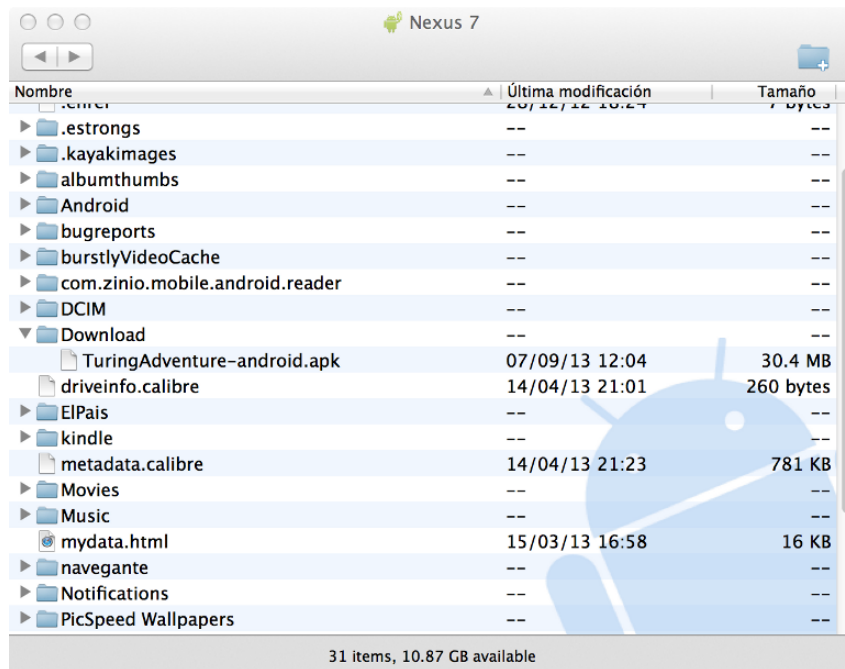 Nexus 7
Nombre Última modificación Tamaño
.estrongs -- --
.kayakimages -- --
albumthumbs -- --
Android -- --
bugreports -- --
burstlyVideoCache -- --
com.zinio.mobile.android.reader -- --
DCIM -- --
Download -- --
TuringAdventure-android.apk 07/09/13 12:04 30.4 MB
driveinfo.calibre 14/04/13 21:01 260 bytes
ElPais -- --
kindle -- --
metadata.calibre 14/04/13 21:23 781 KB
Movies -- --
Music -- --
mydata.html 15/03/13 16:58 16 KB
navegante -- --
Notifications -- --
PicSpeed Wallpapers -- --
31 items, 10.87 GB available